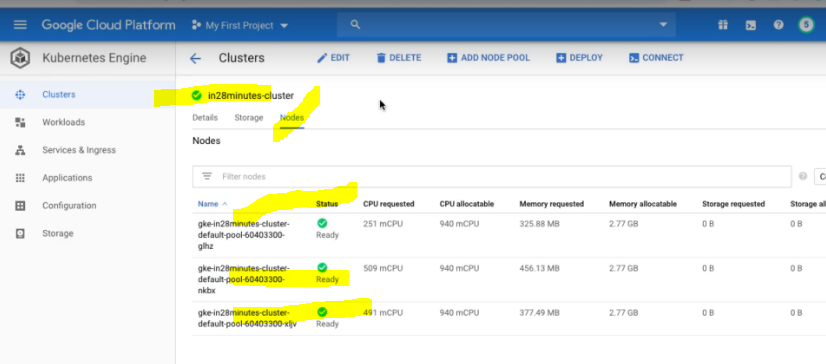 Google Cloud Platform My First Project 5
Kubernetes Engine Clusters EDIT DELETE ADD NODE POOL DEPLOY CONNECT
Clusters
Workloads
Services & Ingress
Applications
Configuration
Storage
in28minutes-cluster
Details Storage Nodes
Nodes
Filter nodes
Name Status CPU requested CPU allocatable Memory requested Memory allocatable Storage requested Storage al
gke-in28minutes-cluster- 251 mCPU 940 mCPU 325.88 MB 2.77 GB 0 B 0 B
default-pool-60403300- Ready
glhz
gke-in28minutes-cluster- 509 mCPU 940 mCPU 456.13 MB 2.77 GB 0 B 0 B
default-pool-60403300- Ready
nkbx
gke-in28minutes-cluster- 491 mCPU 940 mCPU 377.49 MB 2.77 GB 0 B 0 B
default-pool-60403300-xljv Ready